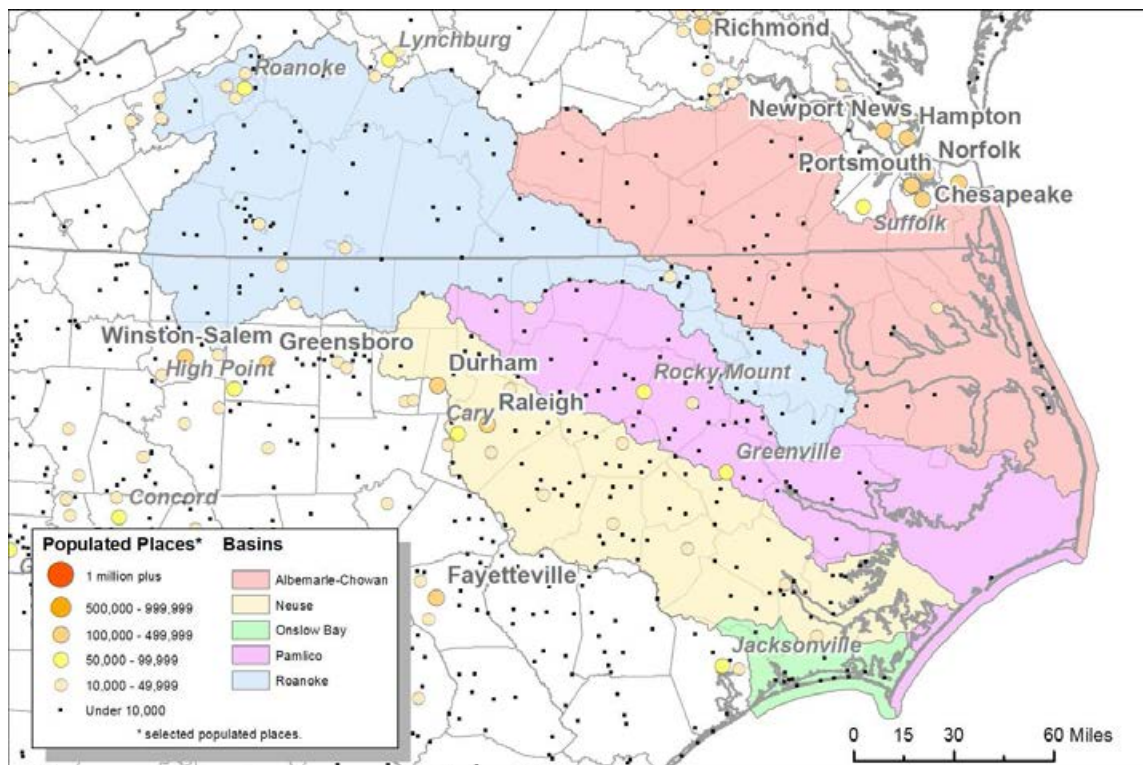 Lynchburg
Richmond
Roanoke
Newport News
Hampton
Portsmouth
Norfolk
Chesapeake
Suffolk
Winston-Salem
Greensboro
High Point
Durham
Rocky Mount
Cary
Raleigh
Greenville
Concord
Fayetteville
Jacksonville
Populated Places*
1 million plus
500,000 - 999,999
100,000 - 499,999
50,000 - 99,999
10,000 - 49,999
Under 10,000
Basins
Albemarle-Chowan
Neuse
Onslow Bay
Pamlico
Roanoke
* selected populated places.
0 15 30 60 Miles